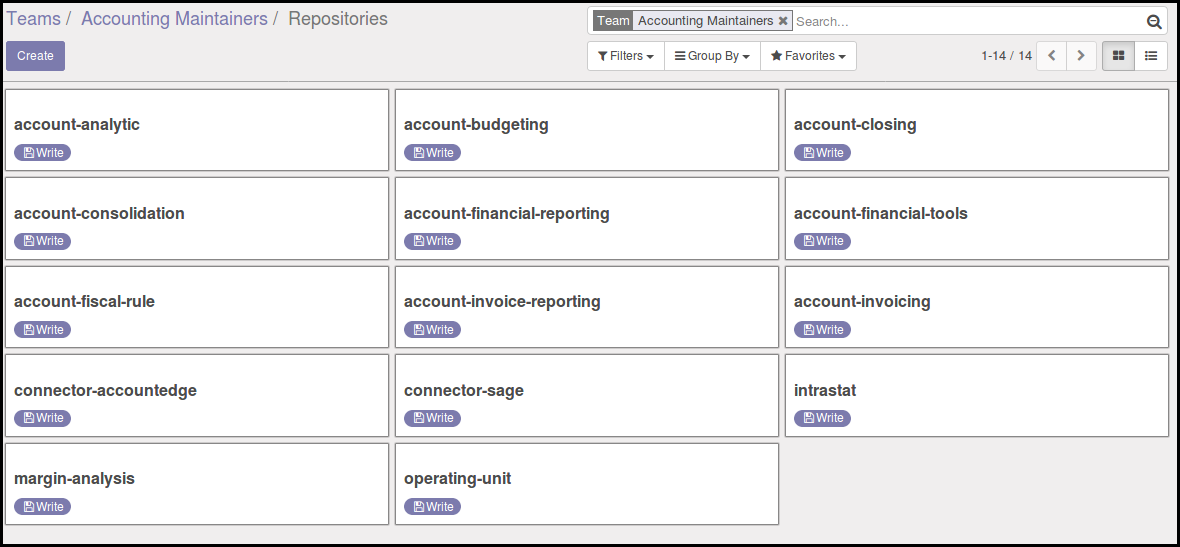 Teams / Accounting Maintainers / Repositories
Team Accounting Maintainers Search...
Create
Filters Group By Favorites
1-14 / 14
account-analytic account-budgeting account-closing
Write Write Write
account-consolidation account-financial-reporting account-financial-tools
Write Write Write
account-fiscal-rule account-invoice-reporting account-invoicing
Write Write Write
connector-accountedge connector-sage intrastat
Write Write Write
margin-analysis operating-unit
Write Write